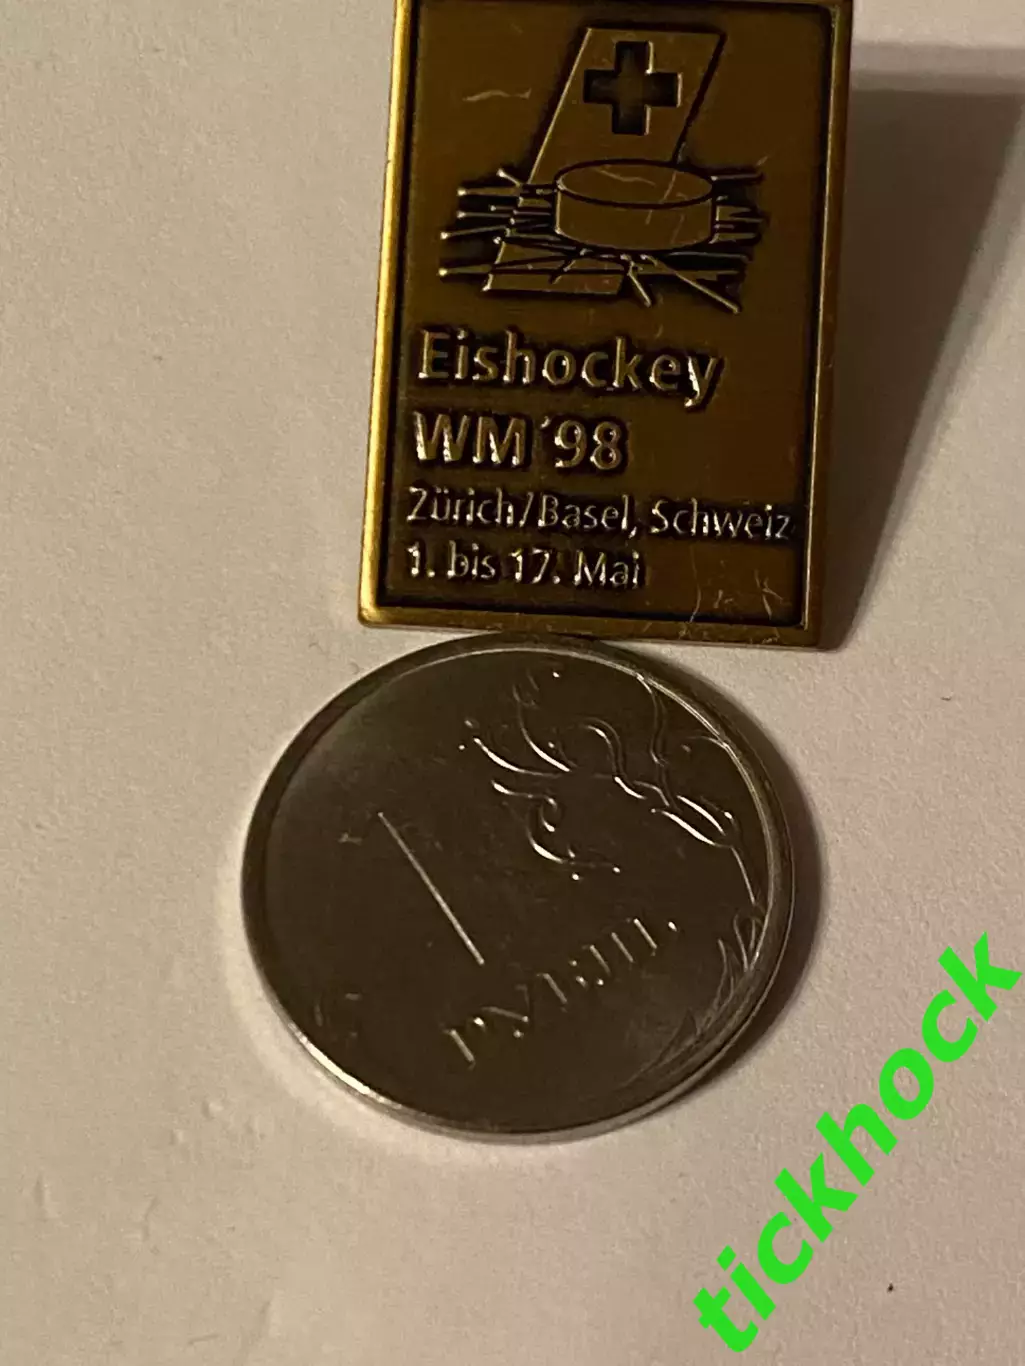 Eishockey
WM '98
Zürich/Basel, Schweiz
1. bis 17. Mai
1
РУБЛЬ
tickhock